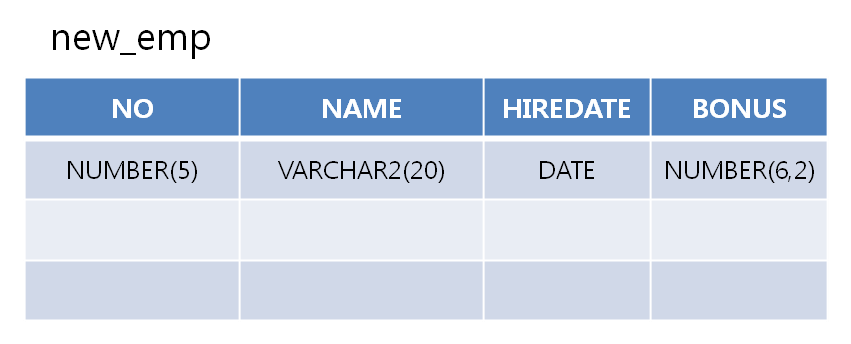 new_emp
NO NAME HIREDATE BONUS
NUMBER(5) VARCHAR2(20) DATE NUMBER(6,2)